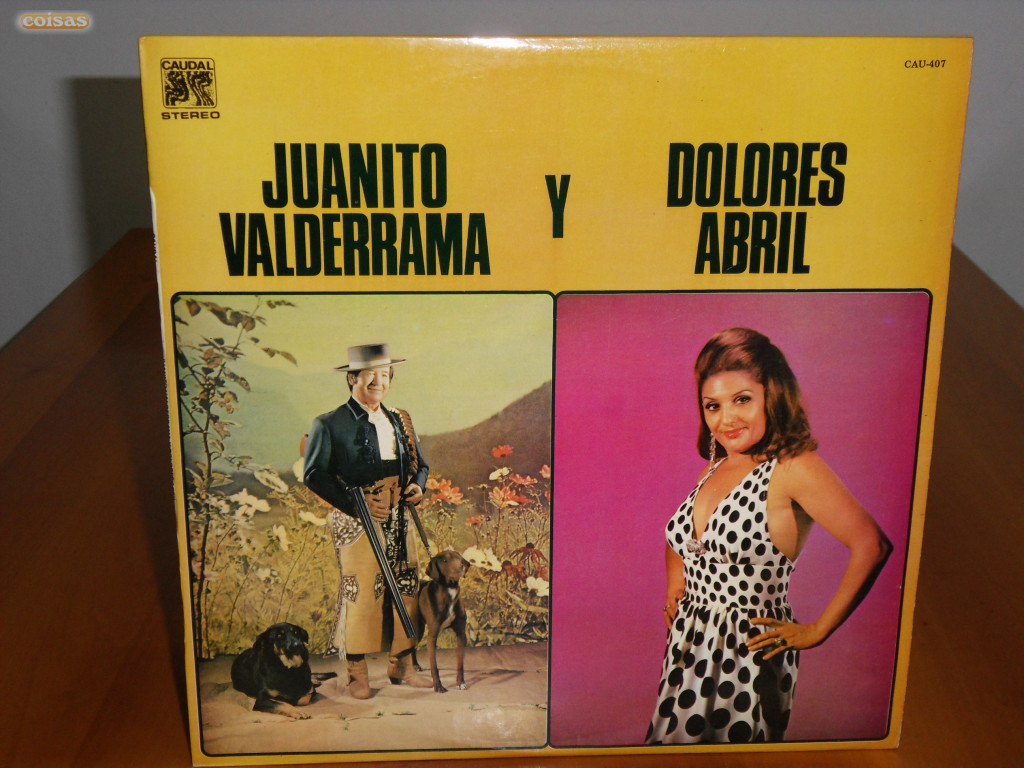 coisas
CAUDAL
STEREO
CAU-407
JUANITO
VALDERRAMA
Y
DOLORES
ABRIL